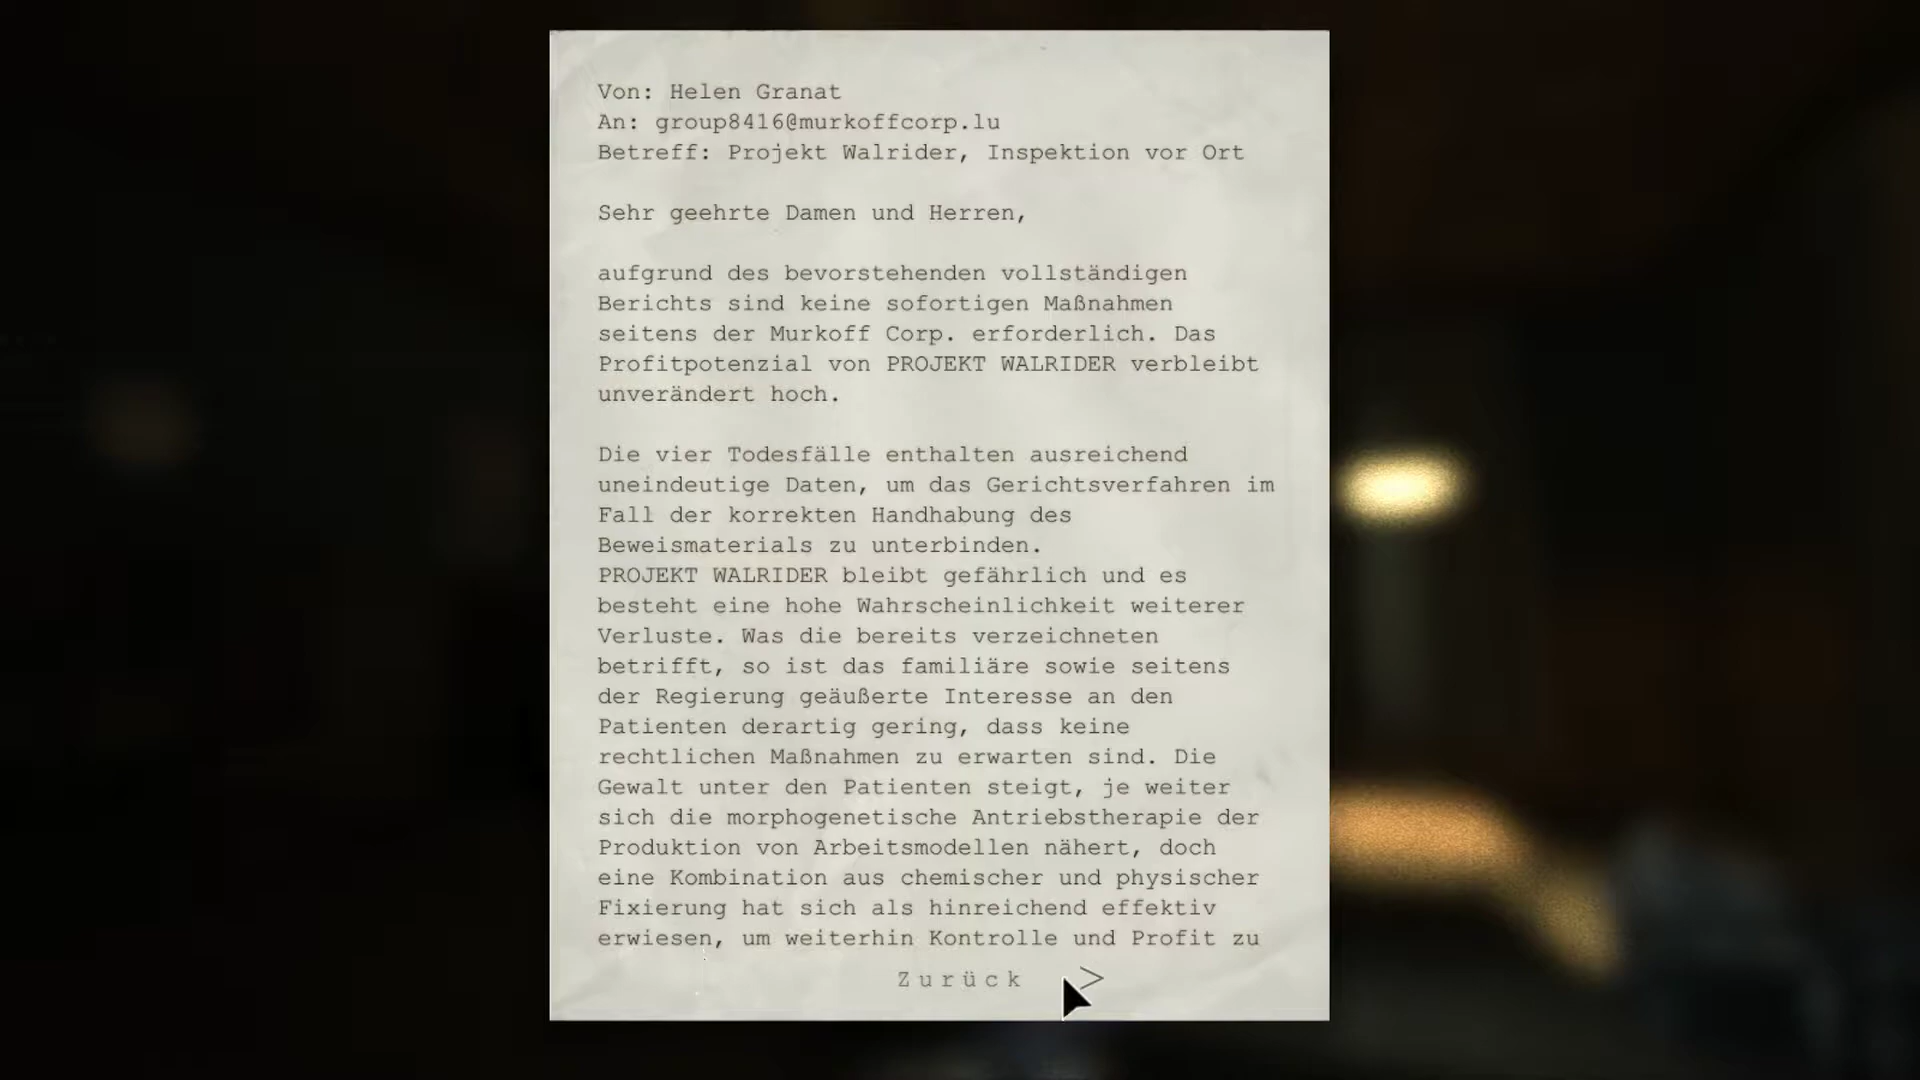 Von: Helen Granat
An: group8416@murkoffcorp.lu
Betreff: Projekt Walrider, Inspektion vor Ort
Sehr geehrte Damen und Herren,
aufgrund des bevorstehenden vollständigen
Berichts sind keine sofortigen Maßnahmen
seitens der Murkoff Corp. erforderlich. Das
Profitpotenzial von PROJEKT WALRIDER verbleibt
unverändert hoch.
Die vier Todesfälle enthalten ausreichend
uneindeutige Daten, um das Gerichtsverfahren im
Fall der korrekten Handhabung des
Beweismaterials zu unterbinden.
PROJEKT WALRIDER bleibt gefährlich und es
besteht eine hohe Wahrscheinlichkeit weiterer
Verluste. Was die bereits verzeichneten
betrifft, so ist das familiäre sowie seitens
der Regierung geäußerte Interesse an den
Patienten derartig gering, dass keine
rechtlichen Maßnahmen zu erwarten sind. Die
Gewalt unter den Patienten steigt, je weiter
sich die morphogenetische Antriebstherapie der
Produktion von Arbeitsmodellen nähert, doch
eine Kombination aus chemischer und physischer
Fixierung hat sich als hinreichend effektiv
erwiesen, um weiterhin Kontrolle und Profit zu
Zurück >